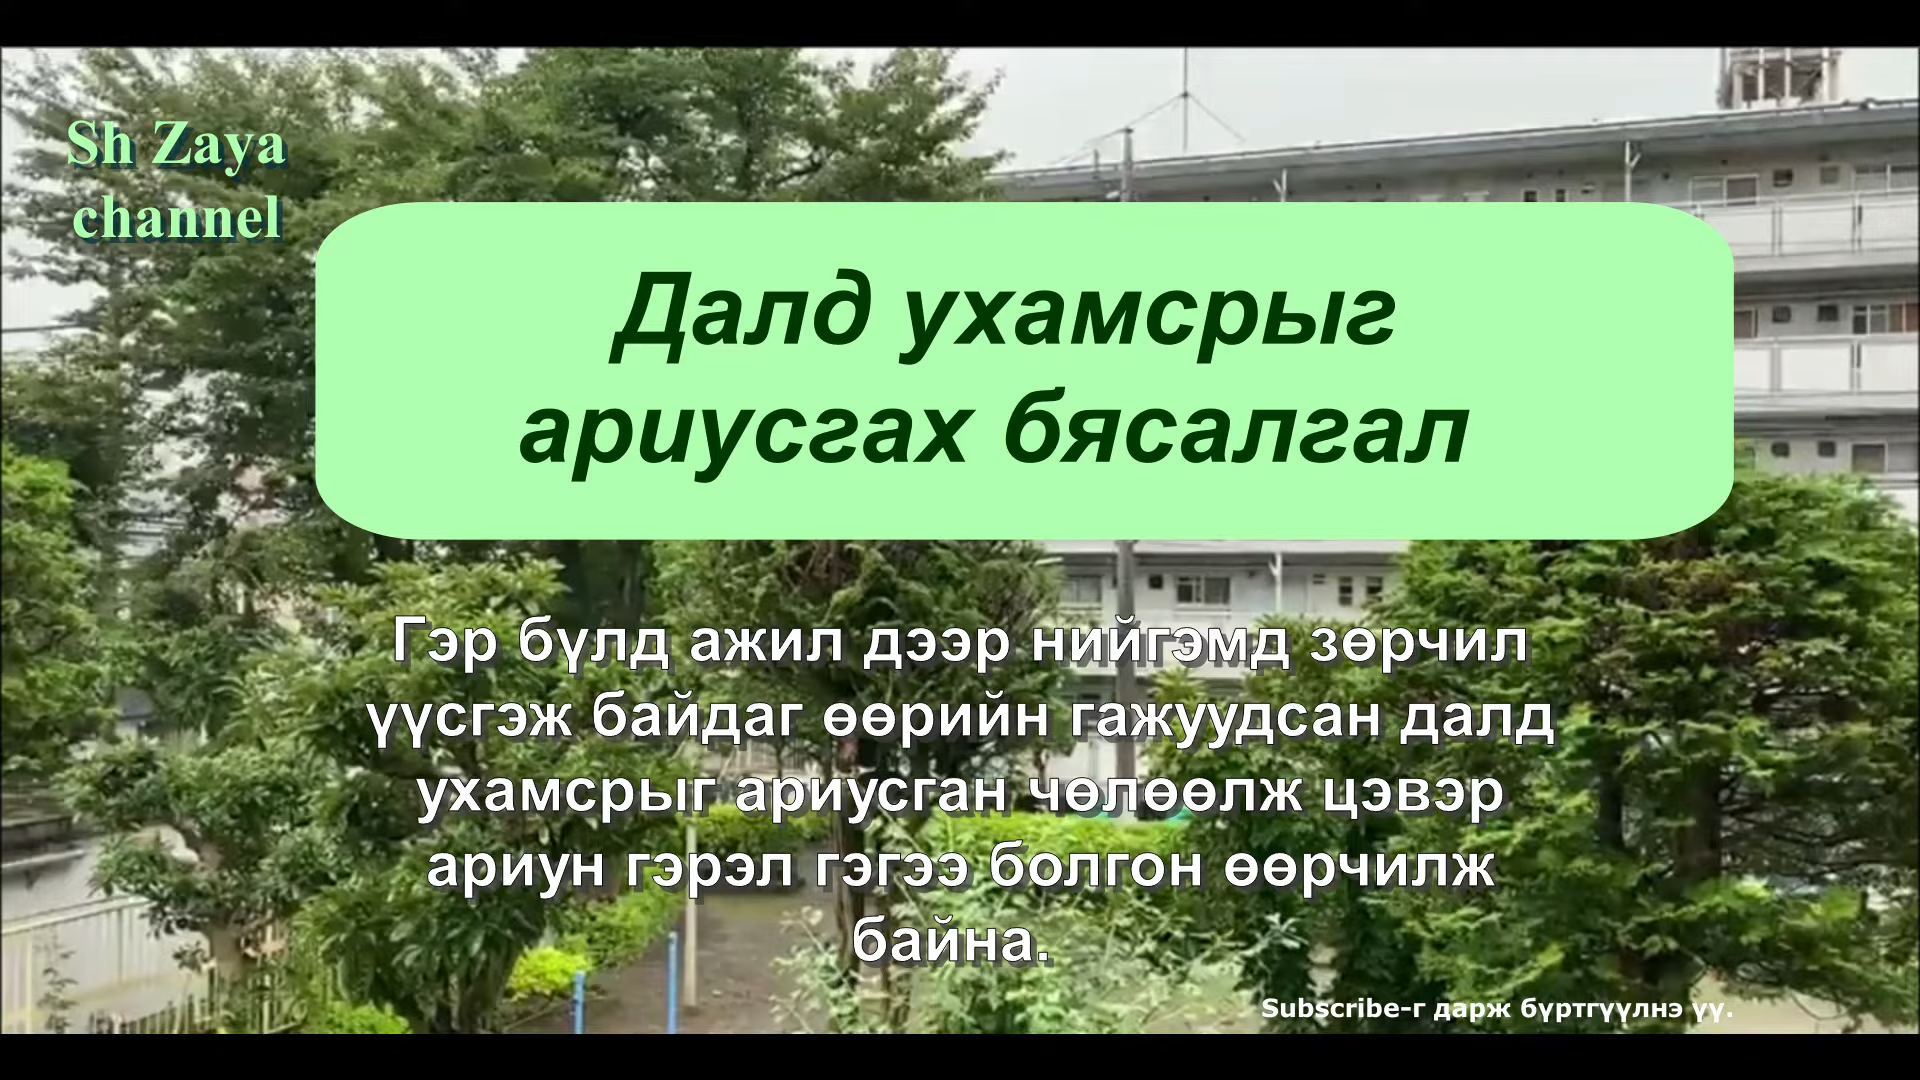 Sh Zaya
channel
Далд ухамсрыг
ариусгах бясалгал
Гэр бүлд ажил дээр нийгэмд зөрчил
үүсгэж байдаг өөрийн гажуудсан далд
ухамсрыг ариусган чөлөөлж цэвэр
ариун гэрэл гэгээ болгон өөрчилж
байна.
Subscribe-г дарж бүртгүүлнэ үү.